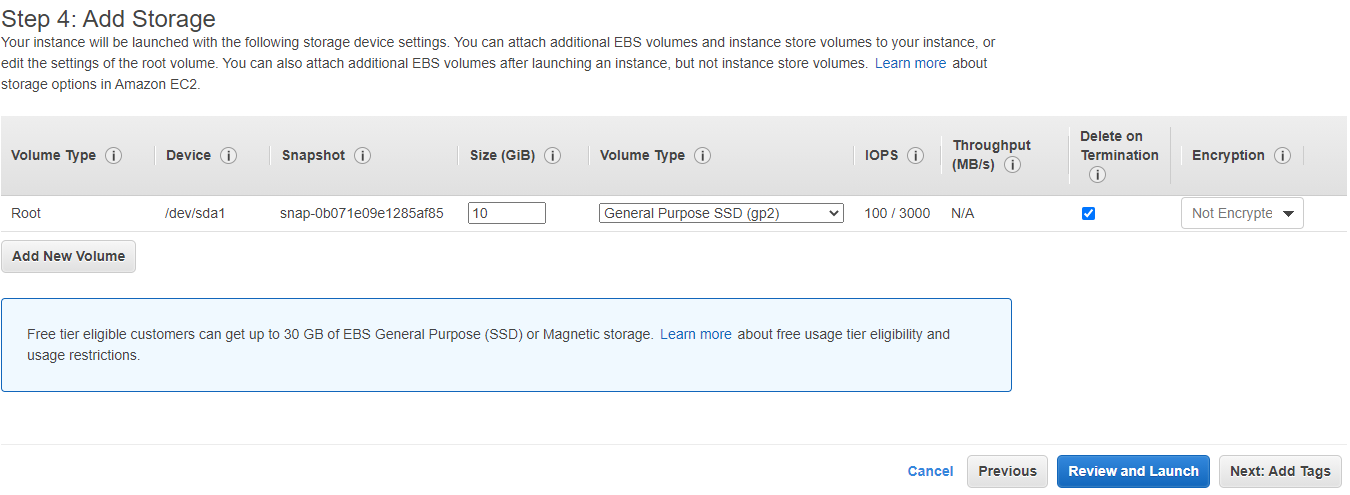 Step 4: Add Storage
Your instance will be launched with the following storage device settings. You can attach additional EBS volumes and instance store volumes to your instance, or
edit the settings of the root volume. You can also attach additional EBS volumes after launching an instance, but not instance store volumes. Learn more about
storage options in Amazon EC2.
Volume Type i Device i Snapshot i Size (GiB) i Volume Type i IOPS i Throughput (MB/s) i Delete on Termination i Encryption i
Root /dev/sda1 snap-0b071e09e1285af85 10 General Purpose SSD (gp2) 100 / 3000 N/A Not Encrypte
Add New Volume
Free tier eligible customers can get up to 30 GB of EBS General Purpose (SSD) or Magnetic storage. Learn more about free usage tier eligibility and
usage restrictions.
Cancel Previous Review and Launch Next: Add Tags